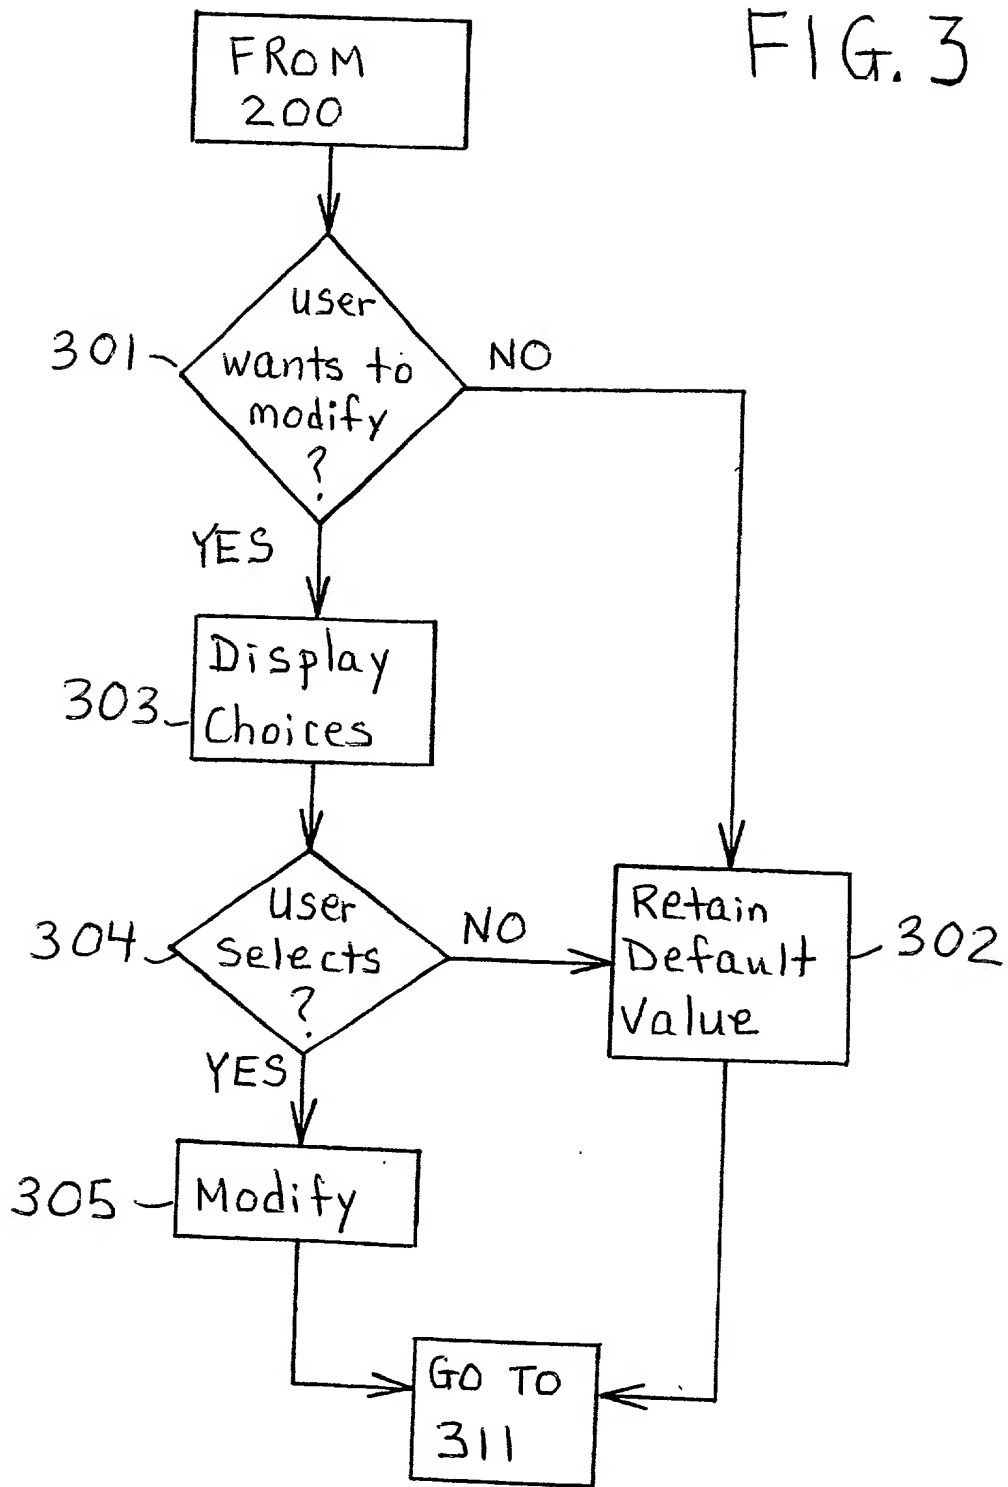 FIG. 3
FROM
200
301
user
wants to
modify
?
NO
YES
303
Display
Choices
304
User
Selects
?
NO
YES
Retain
Default
Value
302
305
Modify
GO TO
311